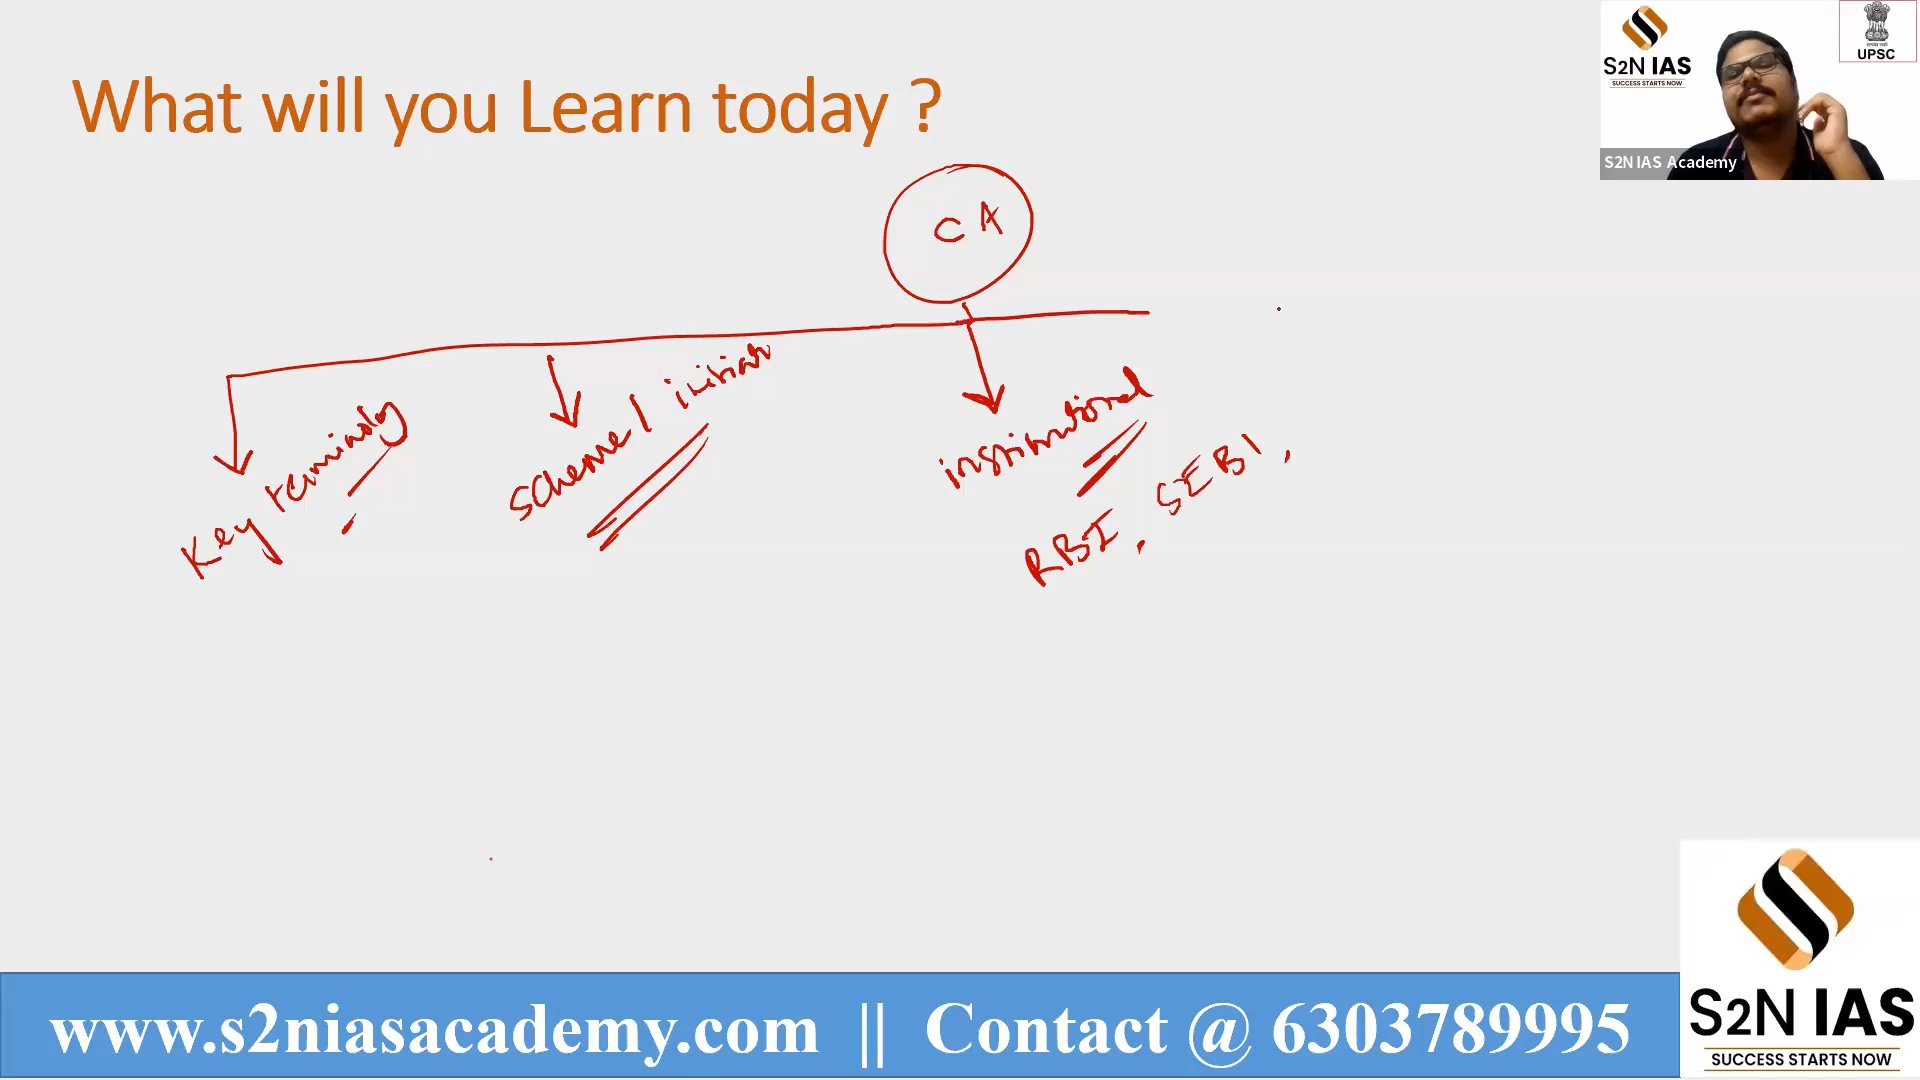 What will you Learn today ?
S2N IAS
SUCCESS STARTS NOW
UPSC
S2N IAS Academy
CA
Key terminology
Scheme/ initiati
institutional
RBI, SEBI,
www.s2niasacademy.com || Contact @ 6303789995
S2N IAS
SUCCESS STARTS NOW